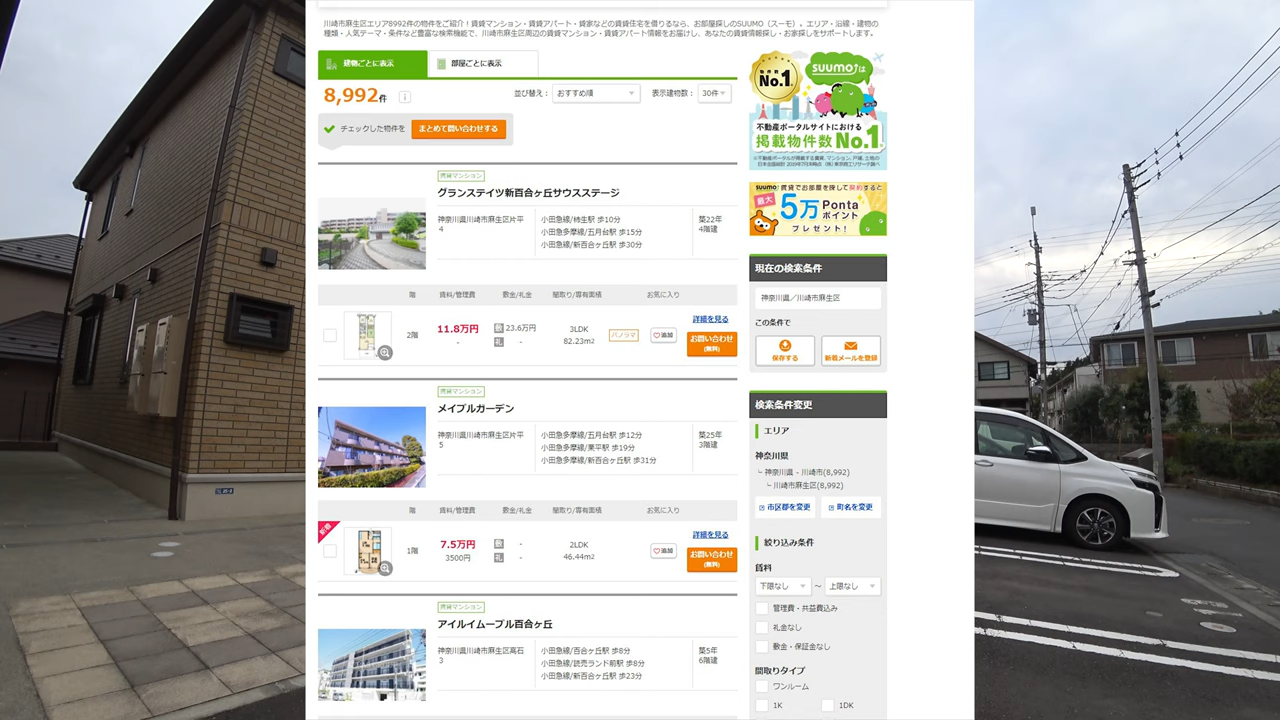 川崎市麻生区エリア8992件の物件をご紹介！賃貸マンション・賃貸アパート・貸家などの賃貸住宅を借りるなら、お部屋探しのSUUMO（スーモ）。エリア・沿線・建物の
種類・人気テーマ・条件など豊富な検索機能で、川崎市麻生区周辺の賃貸マンション・賃貸アパート情報をお届けし、あなたの賃貸情報探し・お家探しをサポートします。
建物ごとに表示
部屋ごとに表示
8,992件
並び替え：
おすすめ順
表示建物数：
30件
チェックした物件を
まとめて問い合わせする
賃貸マンション
グランステイツ新百合ヶ丘サウスステージ
神奈川県川崎市麻生区片平
4
小田急線/柿生駅 歩10分
小田急多摩線/五月台駅 歩15分
小田急線/新百合ヶ丘駅 歩30分
築22年
4階建
階
賃料/管理費
敷金/礼金
間取り/専有面積
お気に入り
2階
11.8万円
-
敷 23.6万円
礼 -
3LDK
82.23m2
パノラマ
追加
詳細を見る
お問い合わせ
(無料)
賃貸マンション
メイプルガーデン
神奈川県川崎市麻生区片平
5
小田急多摩線/五月台駅 歩12分
小田急多摩線/栗平駅 歩19分
小田急多摩線/新百合ヶ丘駅 歩31分
築25年
3階建
階
賃料/管理費
敷金/礼金
間取り/専有面積
お気に入り
新着
1階
7.5万円
3500円
敷 -
礼 -
2LDK
46.44m2
追加
詳細を見る
お問い合わせ
(無料)
賃貸マンション
アイルイムーブル百合ヶ丘
神奈川県川崎市麻生区高石
3
小田急線/百合ヶ丘駅 歩8分
小田急線/読売ランド前駅 歩8分
小田急線/新百合ヶ丘駅 歩23分
築5年
6階建
物件数
No.1
SUUMOは
不動産ポータルサイトにおける
掲載物件数No.1
SUUMO 賃貸でお部屋を探して契約すると
最大
5万
Ponta
ポイント
プレゼント！
現在の検索条件
神奈川県／川崎市麻生区
この条件で
保存する
新着メールを登録
検索条件変更
エリア
神奈川県
└ 神奈川県 - 川崎市(8,992)
└ 川崎市麻生区(8,992)
市区郡を変更
町名を変更
絞り込み条件
賃料
下限なし
～
上限なし
管理費・共益費込み
礼金なし
敷金・保証金なし
間取りタイプ
ワンルーム
1K
1DK